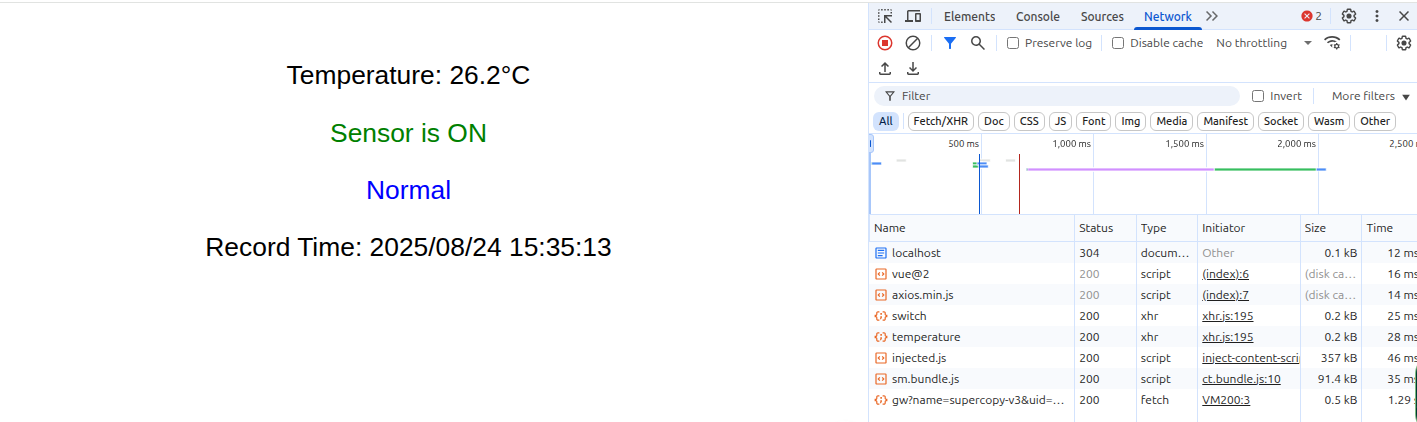 Temperature: 26.2°C
Sensor is ON
Normal
Record Time: 2025/08/24 15:35:13
Elements Console Sources Network 2
Preserve log Disable cache No throttling
Filter Invert More filters
All Fetch/XHR Doc CSS JS Font Img Media Manifest Socket Wasm Other
500 ms 1,000 ms 1,500 ms 2,000 ms 2,500
Name Status Type Initiator Size Time
localhost 304 docum… Other 0.1 kB 12 ms
vue@2 200 script (index):6 (disk ca… 16 ms
axios.min.js 200 script (index):7 (disk ca… 14 ms
switch 200 xhr xhr.js:195 0.2 kB 25 ms
temperature 200 xhr xhr.js:195 0.2 kB 28 ms
injected.js 200 script inject-content-scri 357 kB 46 ms
sm.bundle.js 200 script ct.bundle.js:10 91.4 kB 35 ms
gw?name=supercopy-v3&uid=… 200 fetch VM200:3 0.5 kB 1.29